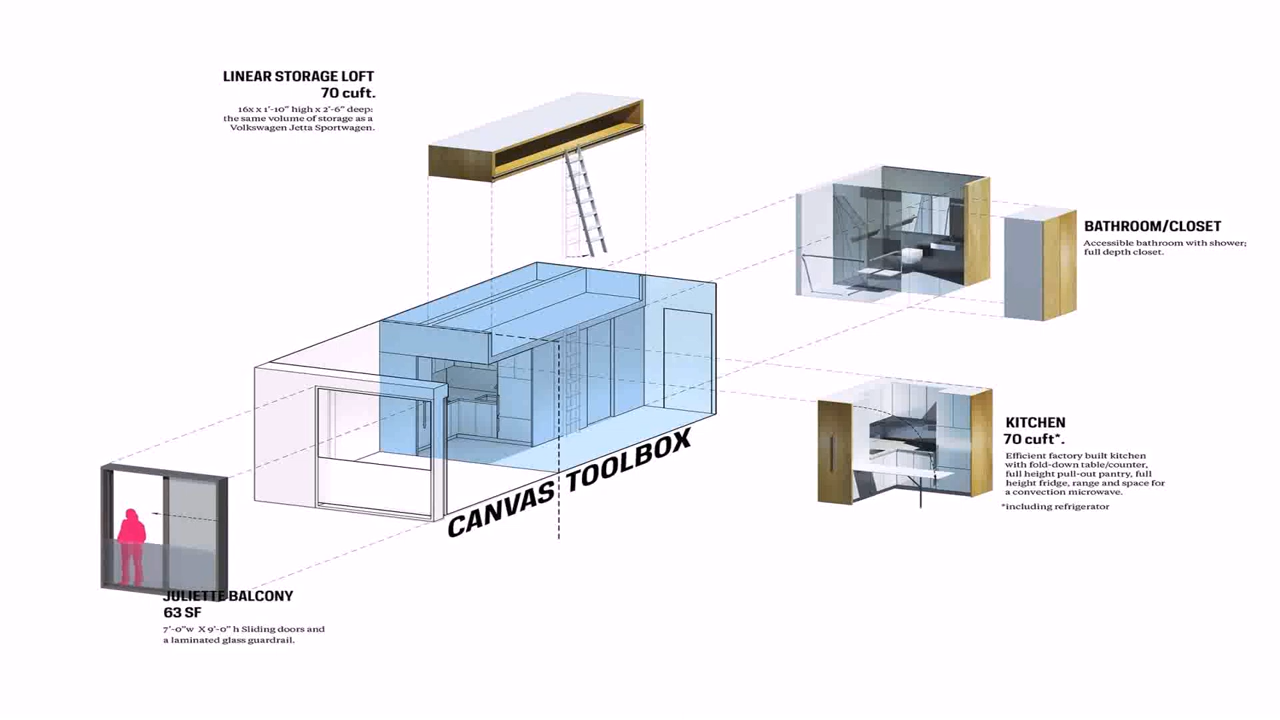 LINEAR STORAGE LOFT
70 cuft.
16x x 1'-10" high x 2'-6" deep:
the same volume of storage as a
Volkswagen Jetta Sportwagen.
BATHROOM/CLOSET
Accessible bathroom with shower;
full depth closet.
CANVAS TOOLBOX
KITCHEN
70 cuft*.
Efficient factory built kitchen
with fold-down table/counter,
full height pull-out pantry, full
height fridge, range and space for
a convection microwave.
*including refrigerator
JULIETTE BALCONY
63 SF
7'-0"w X 9'-0" h Sliding doors and
a laminated glass guardrail.